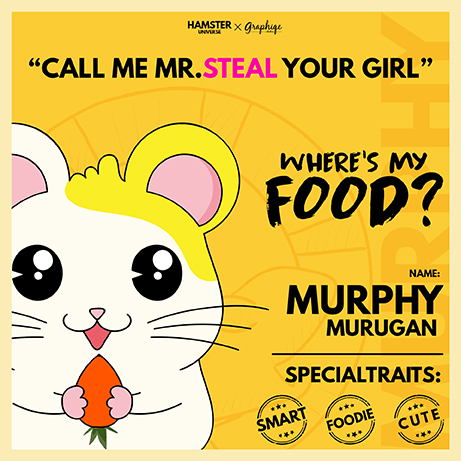 HAMSTER UNIVERSE X Graphiqe
“CALL ME MR.STEAL YOUR GIRL”
WHERE'S MY
FOOD?
NAME:
MURPHY
MURUGAN
SPECIALTRAITS:
SMART FOODIE CUTE
MURPHY